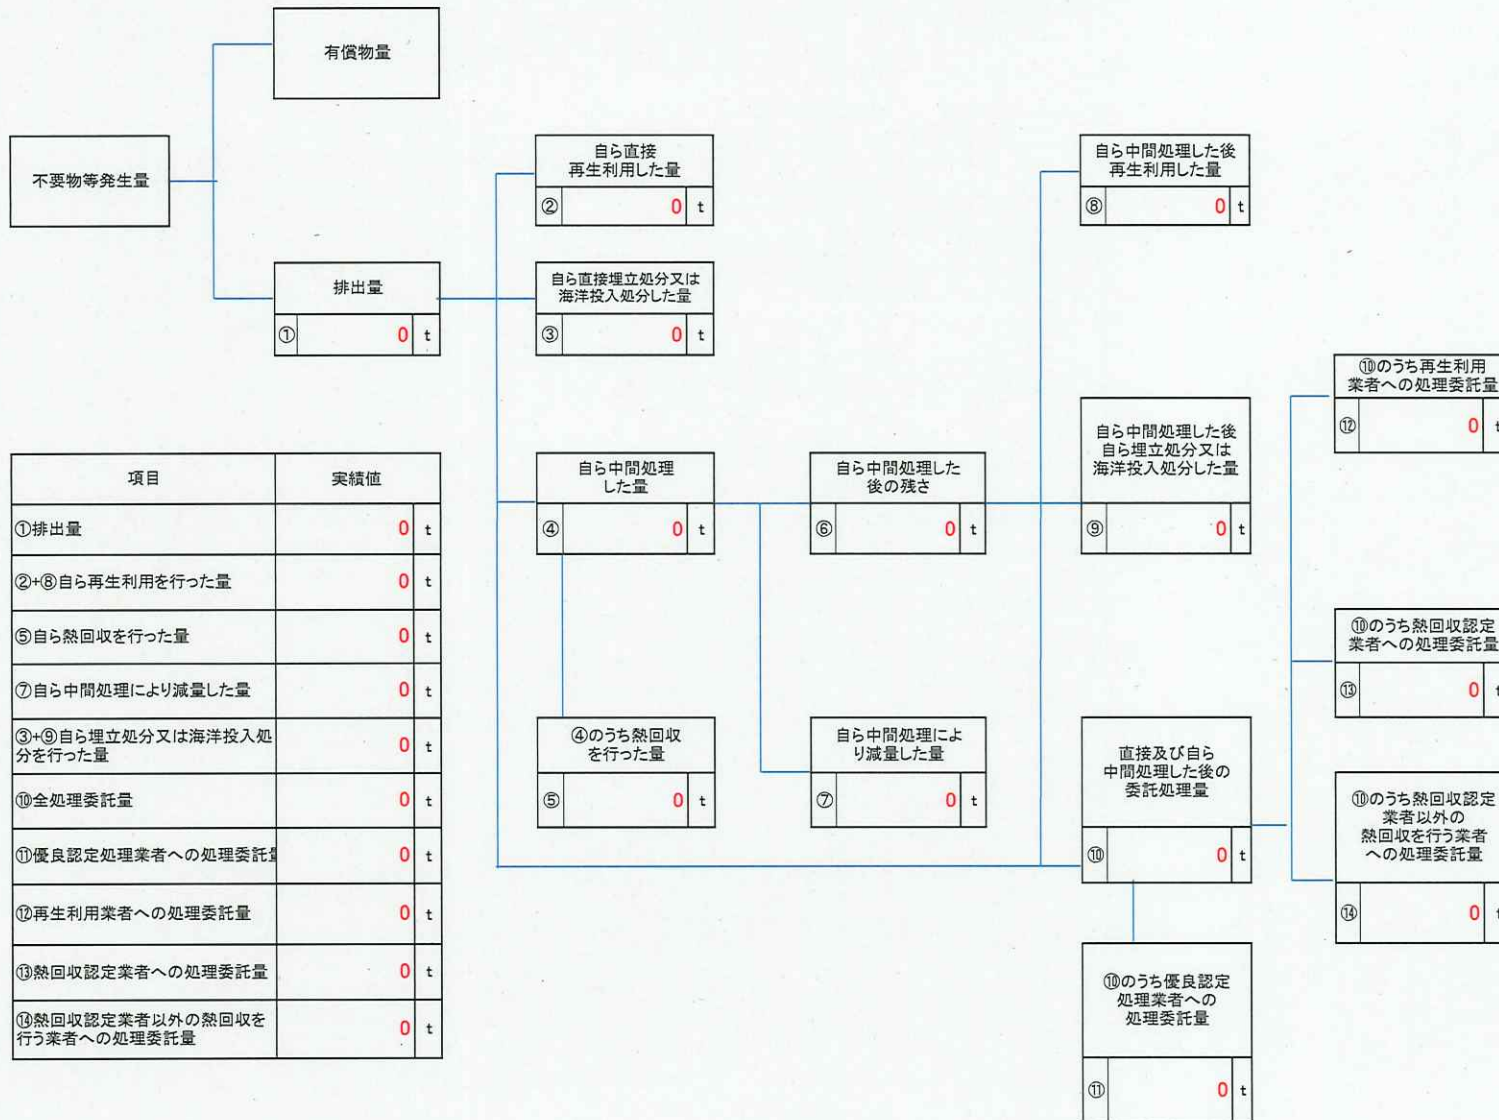 有償物量
不要物等発生量
排出量
① 0 t
自ら直接
再生利用した量
② 0 t
自ら直接埋立処分又は
海洋投入処分した量
③ 0 t
自ら中間処理
した量
④ 0 t
④のうち熱回収
を行った量
⑤ 0 t
自ら中間処理した
後の残さ
⑥ 0 t
自ら中間処理によ
り減量した量
⑦ 0 t
自ら中間処理した後
再生利用した量
⑧ 0 t
自ら中間処理した後
自ら埋立処分又は
海洋投入処分した量
⑨ 0 t
直接及び自ら
中間処理した後の
委託処理量
⑩ 0 t
⑩のうち優良認定
処理業者への
処理委託量
⑪ 0 t
⑩のうち再生利用
業者への処理委託量
⑫ 0 t
⑩のうち熱回収認定
業者への処理委託量
⑬ 0 t
⑩のうち熱回収認定
業者以外の
熱回収を行う業者
への処理委託量
⑭ 0 t
項目 実績値
①排出量 0 t
②+⑧自ら再生利用を行った量 0 t
⑤自ら熱回収を行った量 0 t
⑦自ら中間処理により減量した量 0 t
③+⑨自ら埋立処分又は海洋投入処
分を行った量 0 t
⑩全処理委託量 0 t
⑪優良認定処理業者への処理委託量 0 t
⑫再生利用業者への処理委託量 0 t
⑬熱回収認定業者への処理委託量 0 t
⑭熱回収認定業者以外の熱回収を
行う業者への処理委託量 0 t